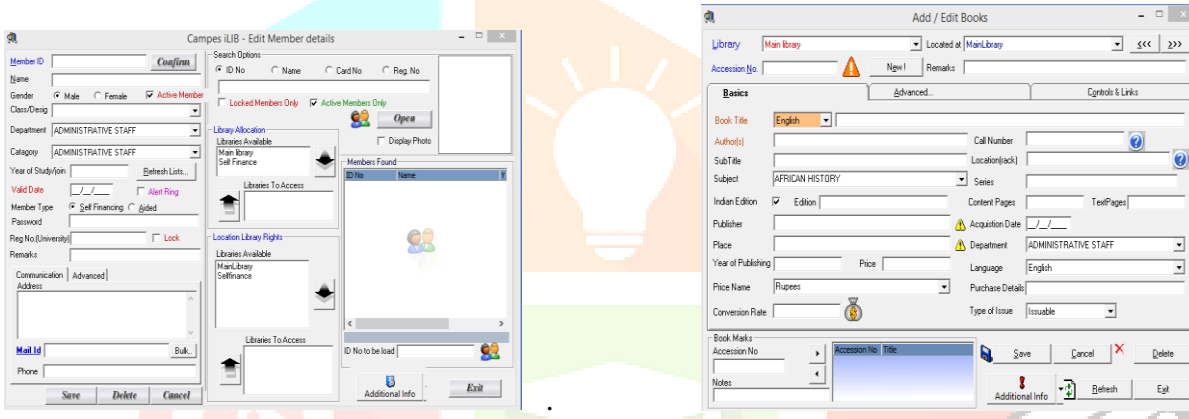 Campes iLIB - Edit Member details
Member ID
Confirm
Name
Gender Male Female Active Member
Class/Desig
Department ADMINISTRATIVE STAFF
Catagory ADMINISTRATIVE STAFF
Year of Study/join Refresh Lists...
Valid Date _/_/___ Alert Ring
Member Type Self Financing Aided
Password
Reg No.(University) Lock
Remarks
Communication Advanced
Address
Mail Id Bulk..
Phone
Save Delete Cancel
Search Options
ID No Name Card No Reg. No
Locked Members Only Active Members Only
Open
Display Photo
Library Allocation
Libraries Available
Main library
Self Finance
Libraries To Access
Location Library Rights
Libraries Available
MainLibrary
Selffinance
Libraries To Access
Members Found
ID No Name Y
ID No to be load
Additional Info Exit
.
Add / Edit Books
Library Main library Located at MainLibrary <<< >>>
Accession No. New! Remarks
Basics Advanced... Controls & Links
Book Title English
Author(s) Call Number
SubTitle Location(rack)
Subject AFRICAN HISTORY Series
Indian Edition Edition Content Pages TextPages
Publisher Acquistion Date _/_/___
Place Department ADMINISTRATIVE STAFF
Year of Publishing Price Language English
Price Name Rupees Purchase Details
Conversion Rate Type of Issue Issuable
Book Marks
Accession No
Notes
Accession No Title
Save Cancel Delete
Additional Info Refresh Exit